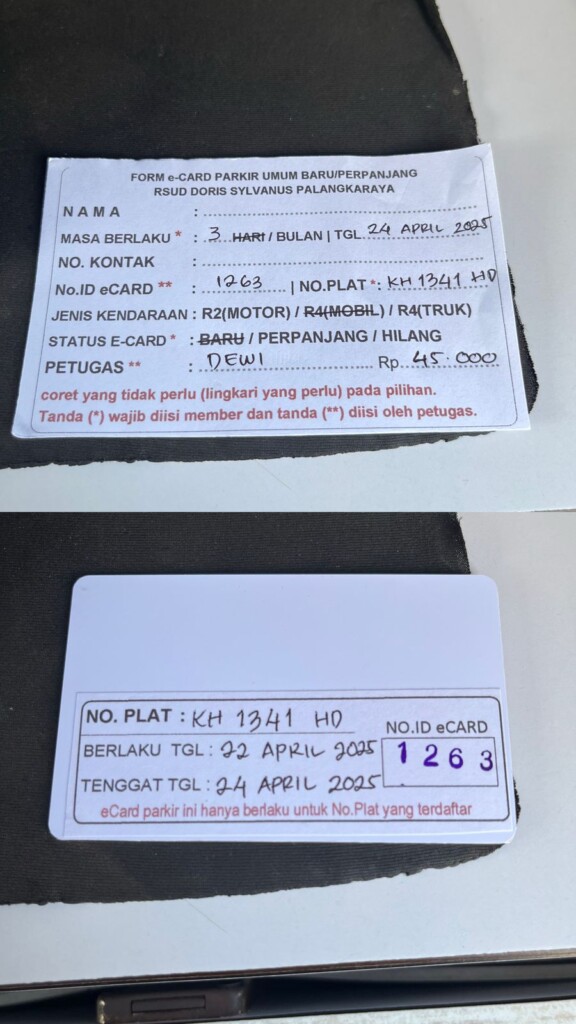 FORM e-CARD PARKIR UMUM BARU/PERPANJANG
RSUD DORIS SYLVANUS PALANGKARAYA
NAMA :
MASA BERLAKU * : 3 HARI / BULAN | TGL 24 APRIL 2025
NO. KONTAK :
No.ID eCARD ** : 1263 | NO.PLAT *: KH 1341 HD
JENIS KENDARAAN : R2(MOTOR) / R4(MOBIL) / R4(TRUK)
STATUS E-CARD * : BARU / PERPANJANG / HILANG
PETUGAS ** : DEWI Rp. 45.000
coret yang tidak perlu (lingkari yang perlu) pada pilihan.
Tanda (*) wajib diisi member dan tanda (**) diisi oleh petugas.
NO. PLAT : KH 1341 HD
NO.ID eCARD
BERLAKU TGL : 22 APRIL 2025
1263
TENGGAT TGL : 24 APRIL 2025
eCard parkir ini hanya berlaku untuk No.Plat yang terdaftar